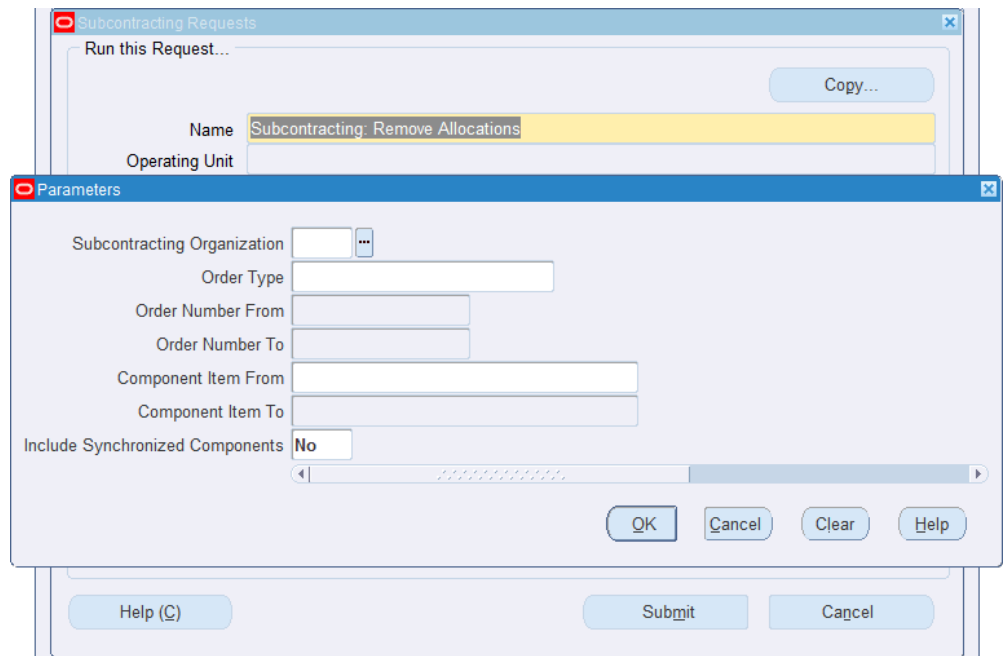 Subcontracting Requests
Run this Request...
Copy...
Name Subcontracting: Remove Allocations
Operating Unit
Parameters
Subcontracting Organization ...
Order Type
Order Number From
Order Number To
Component Item From
Component Item To
Include Synchronized Components No
OK Cancel Clear Help
Help (C) Submit Cancel